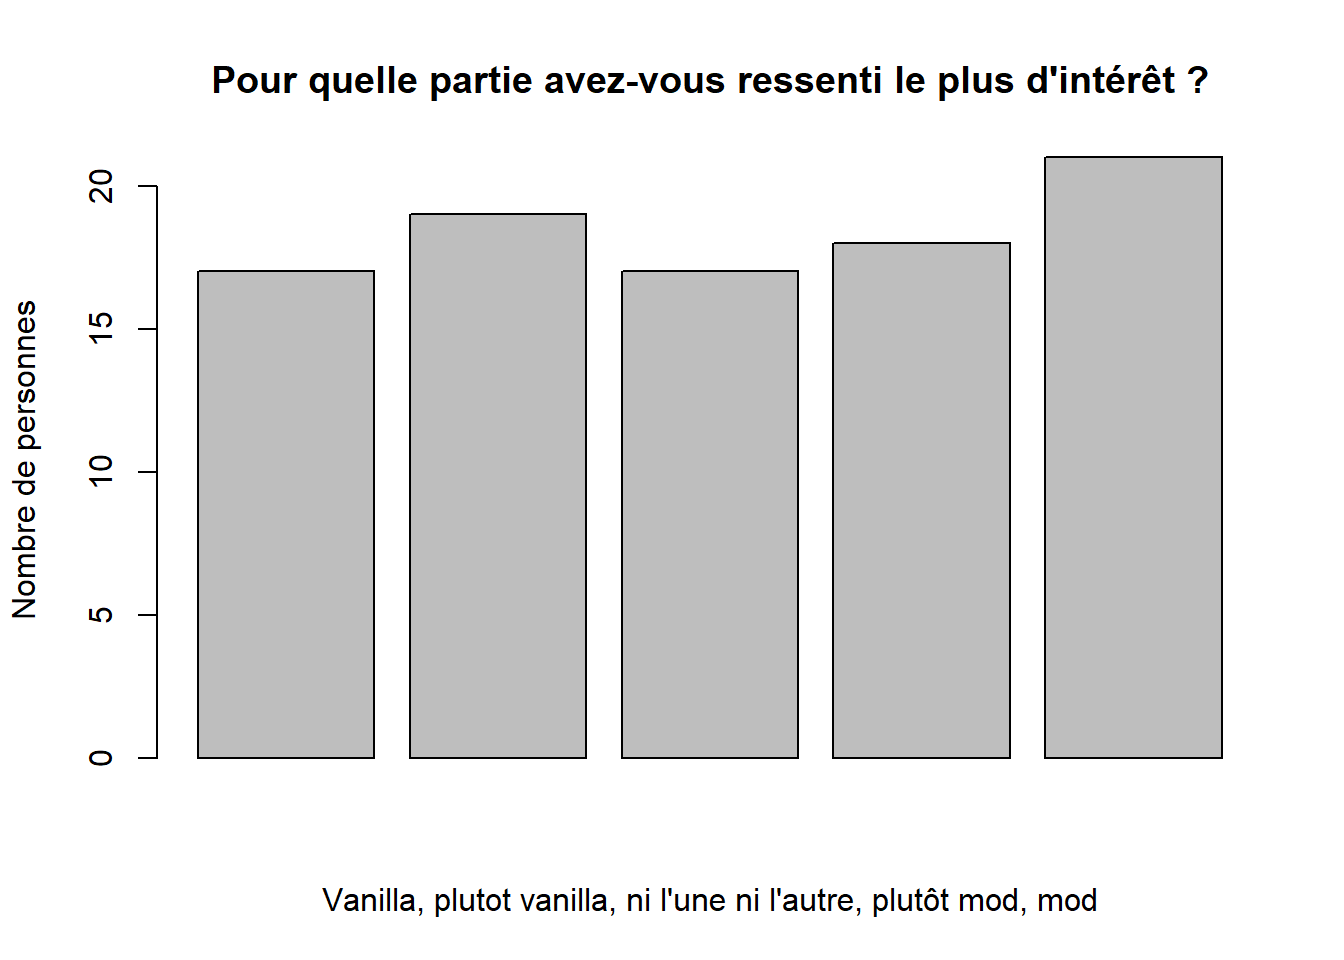 Pour quelle partie avez-vous ressenti le plus d'intérêt ?
Nombre de personnes
20
15
10
5
0
Vanilla, plutot vanilla, ni l'une ni l'autre, plutôt mod, mod